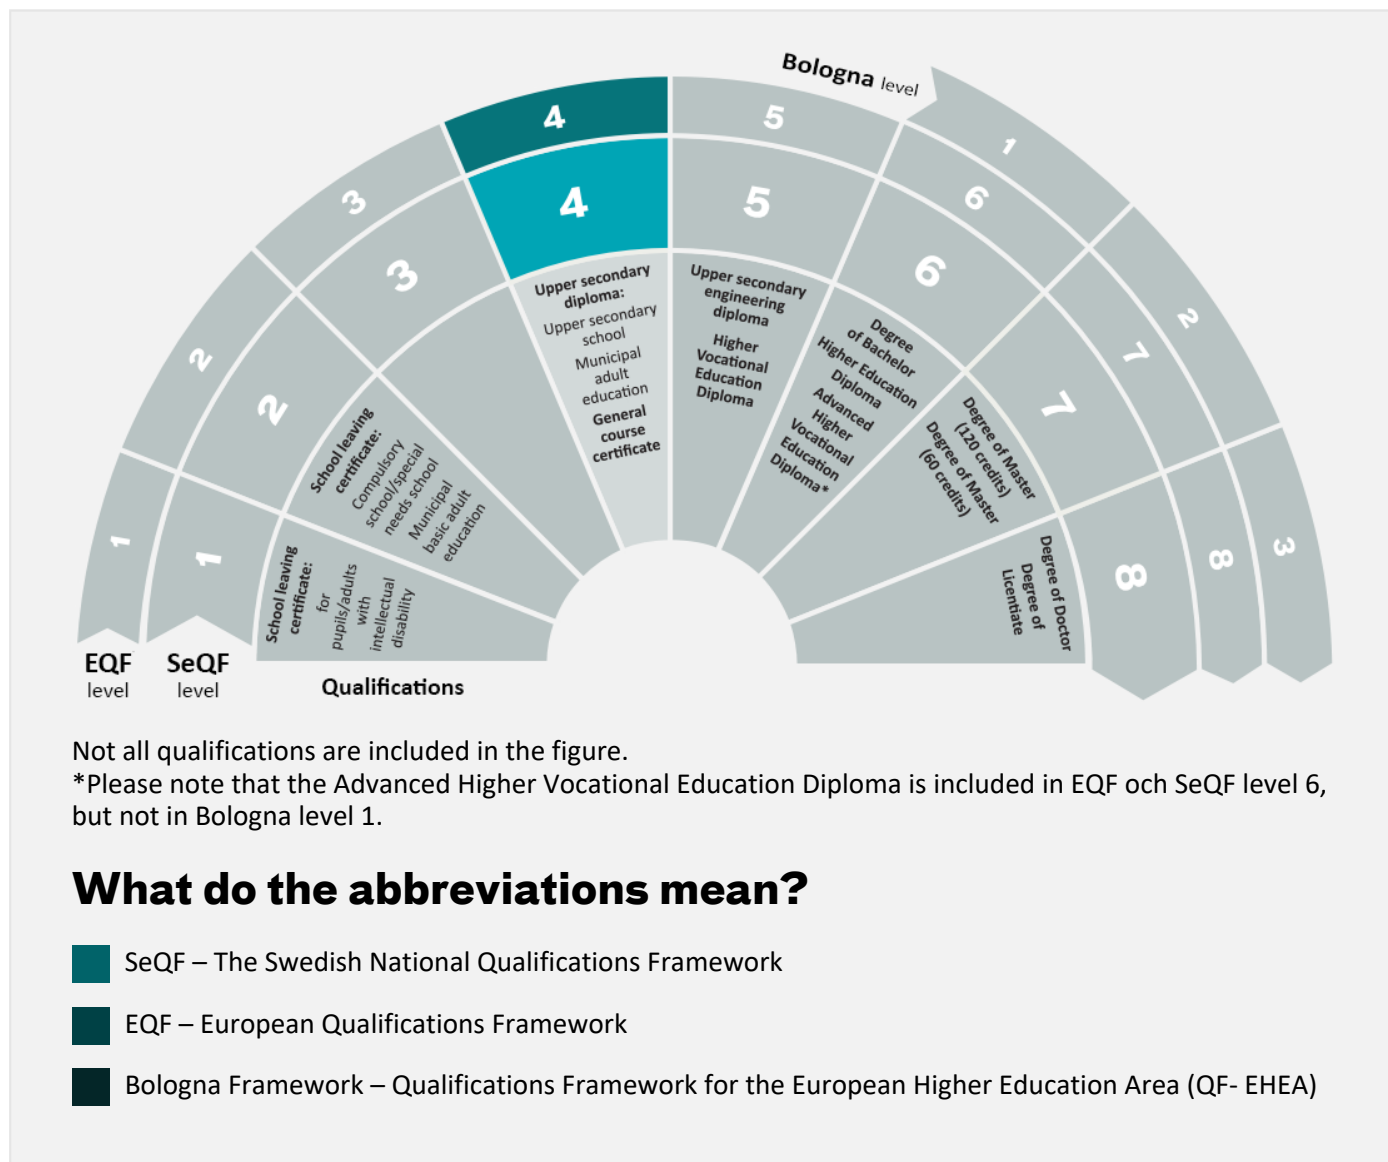 Bologna level
1
2
3
4
5
6
7
8
1
2
3
1
2
3
4
5
6
7
8
School leaving
certificate:
for
pupils/adults
with
intellectual
disability
School leaving
certificate:
Compulsory
school/special
needs school
Municipal
basic adult
education
Upper secondary
diploma:
Upper secondary
school
Municipal
adult
education
General
course
certificate
Upper secondary
engineering
diploma
Higher
Vocational
Education
Diploma
Degree
of Bachelor
Higher Education
Diploma
Advanced
Higher
Vocational
Education
Diploma*
Degree of Master
(120 credits)
Degree of Master
(60 credits)
Degree of Doctor
Degree of
Licentiate
EQF
level
SeQF
level
Qualifications
Not all qualifications are included in the figure.
*Please note that the Advanced Higher Vocational Education Diploma is included in EQF och SeQF level 6,
but not in Bologna level 1.
What do the abbreviations mean?
SeQF – The Swedish National Qualifications Framework
EQF – European Qualifications Framework
Bologna Framework – Qualifications Framework for the European Higher Education Area (QF- EHEA)